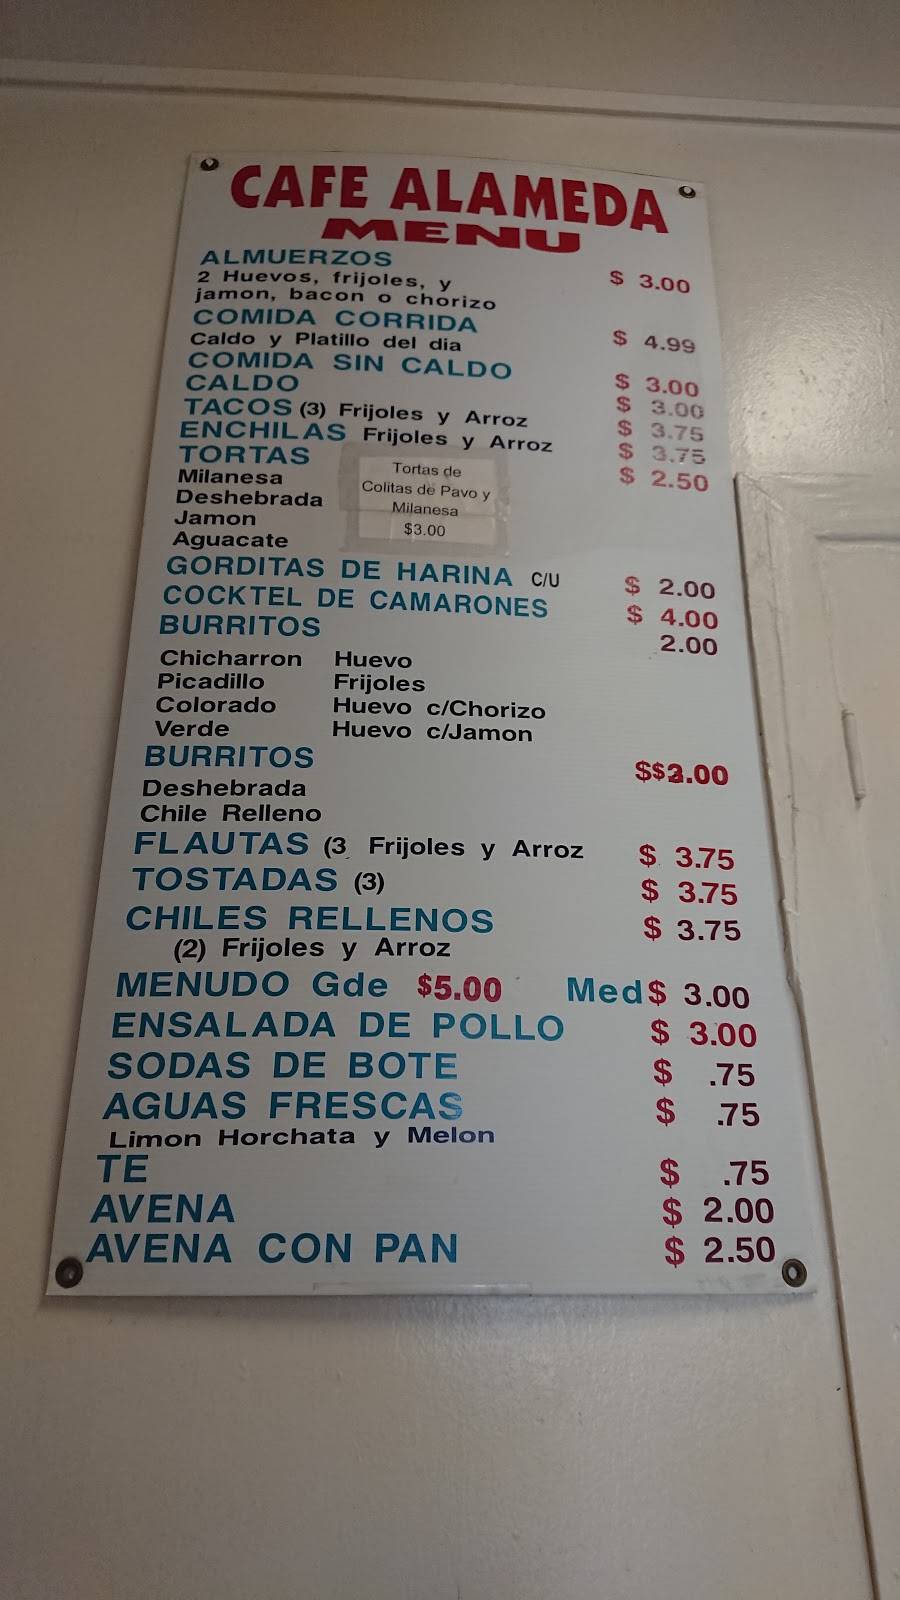 CAFE ALAMEDA
MENU
ALMUERZOS
2 Huevos, frijoles, y $ 3.00
jamon, bacon o chorizo
COMIDA CORRIDA
Caldo y Platillo del dia $ 4.99
COMIDA SIN CALDO $ 3.00
CALDO $ 3.00
TACOS (3) Frijoles y Arroz $ 3.75
ENCHILAS Frijoles y Arroz $ 3.75
TORTAS $ 2.50
Milanesa
Deshebrada
Jamon
Aguacate
Tortas de
Colitas de Pavo y
Milanesa
$3.00
GORDITAS DE HARINA C/U $ 2.00
COCKTEL DE CAMARONES $ 4.00
BURRITOS 2.00
Chicharron Huevo
Picadillo Frijoles
Colorado Huevo c/Chorizo
Verde Huevo c/Jamon
BURRITOS
Deshebrada
Chile Relleno
FLAUTAS (3 Frijoles y Arroz $ 3.75
TOSTADAS (3) $ 3.75
CHILES RELLENOS $ 3.75
(2) Frijoles y Arroz
MENUDO Gde $5.00 Med $ 3.00
ENSALADA DE POLLO $ 3.00
SODAS DE BOTE $ .75
AGUAS FRESCAS $ .75
Limon Horchata y Melon
TE $ .75
AVENA $ 2.00
AVENA CON PAN $ 2.50